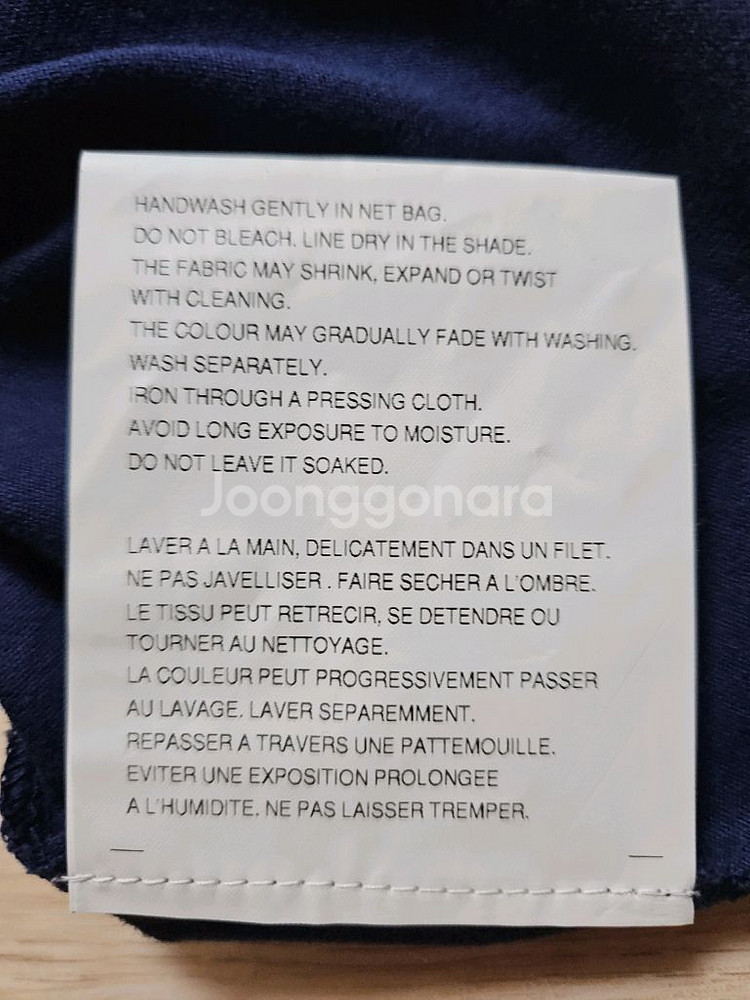 HANDWASH GENTLY IN NET BAG.
DO NOT BLEACH. LINE DRY IN THE SHADE.
THE FABRIC MAY SHRINK, EXPAND OR TWIST
WITH CLEANING.
THE COLOUR MAY GRADUALLY FADE WITH WASHING.
WASH SEPARATELY.
IRON THROUGH A PRESSING CLOTH.
AVOID LONG EXPOSURE TO MOISTURE.
DO NOT LEAVE IT SOAKED.
Joonggonara
LAVER A LA MAIN, DELICATEMENT DANS UN FILET.
NE PAS JAVELLISER . FAIRE SECHER A L'OMBRE.
LE TISSU PEUT RETRECIR, SE DETENDRE OU
TOURNER AU NETTOYAGE.
LA COULEUR PEUT PROGRESSIVEMENT PASSER
AU LAVAGE. LAVER SEPAREMMENT.
REPASSER A TRAVERS UNE PATTEMOUILLE.
EVITER UNE EXPOSITION PROLONGEE
A L'HUMIDITE. NE PAS LAISSER TREMPER.